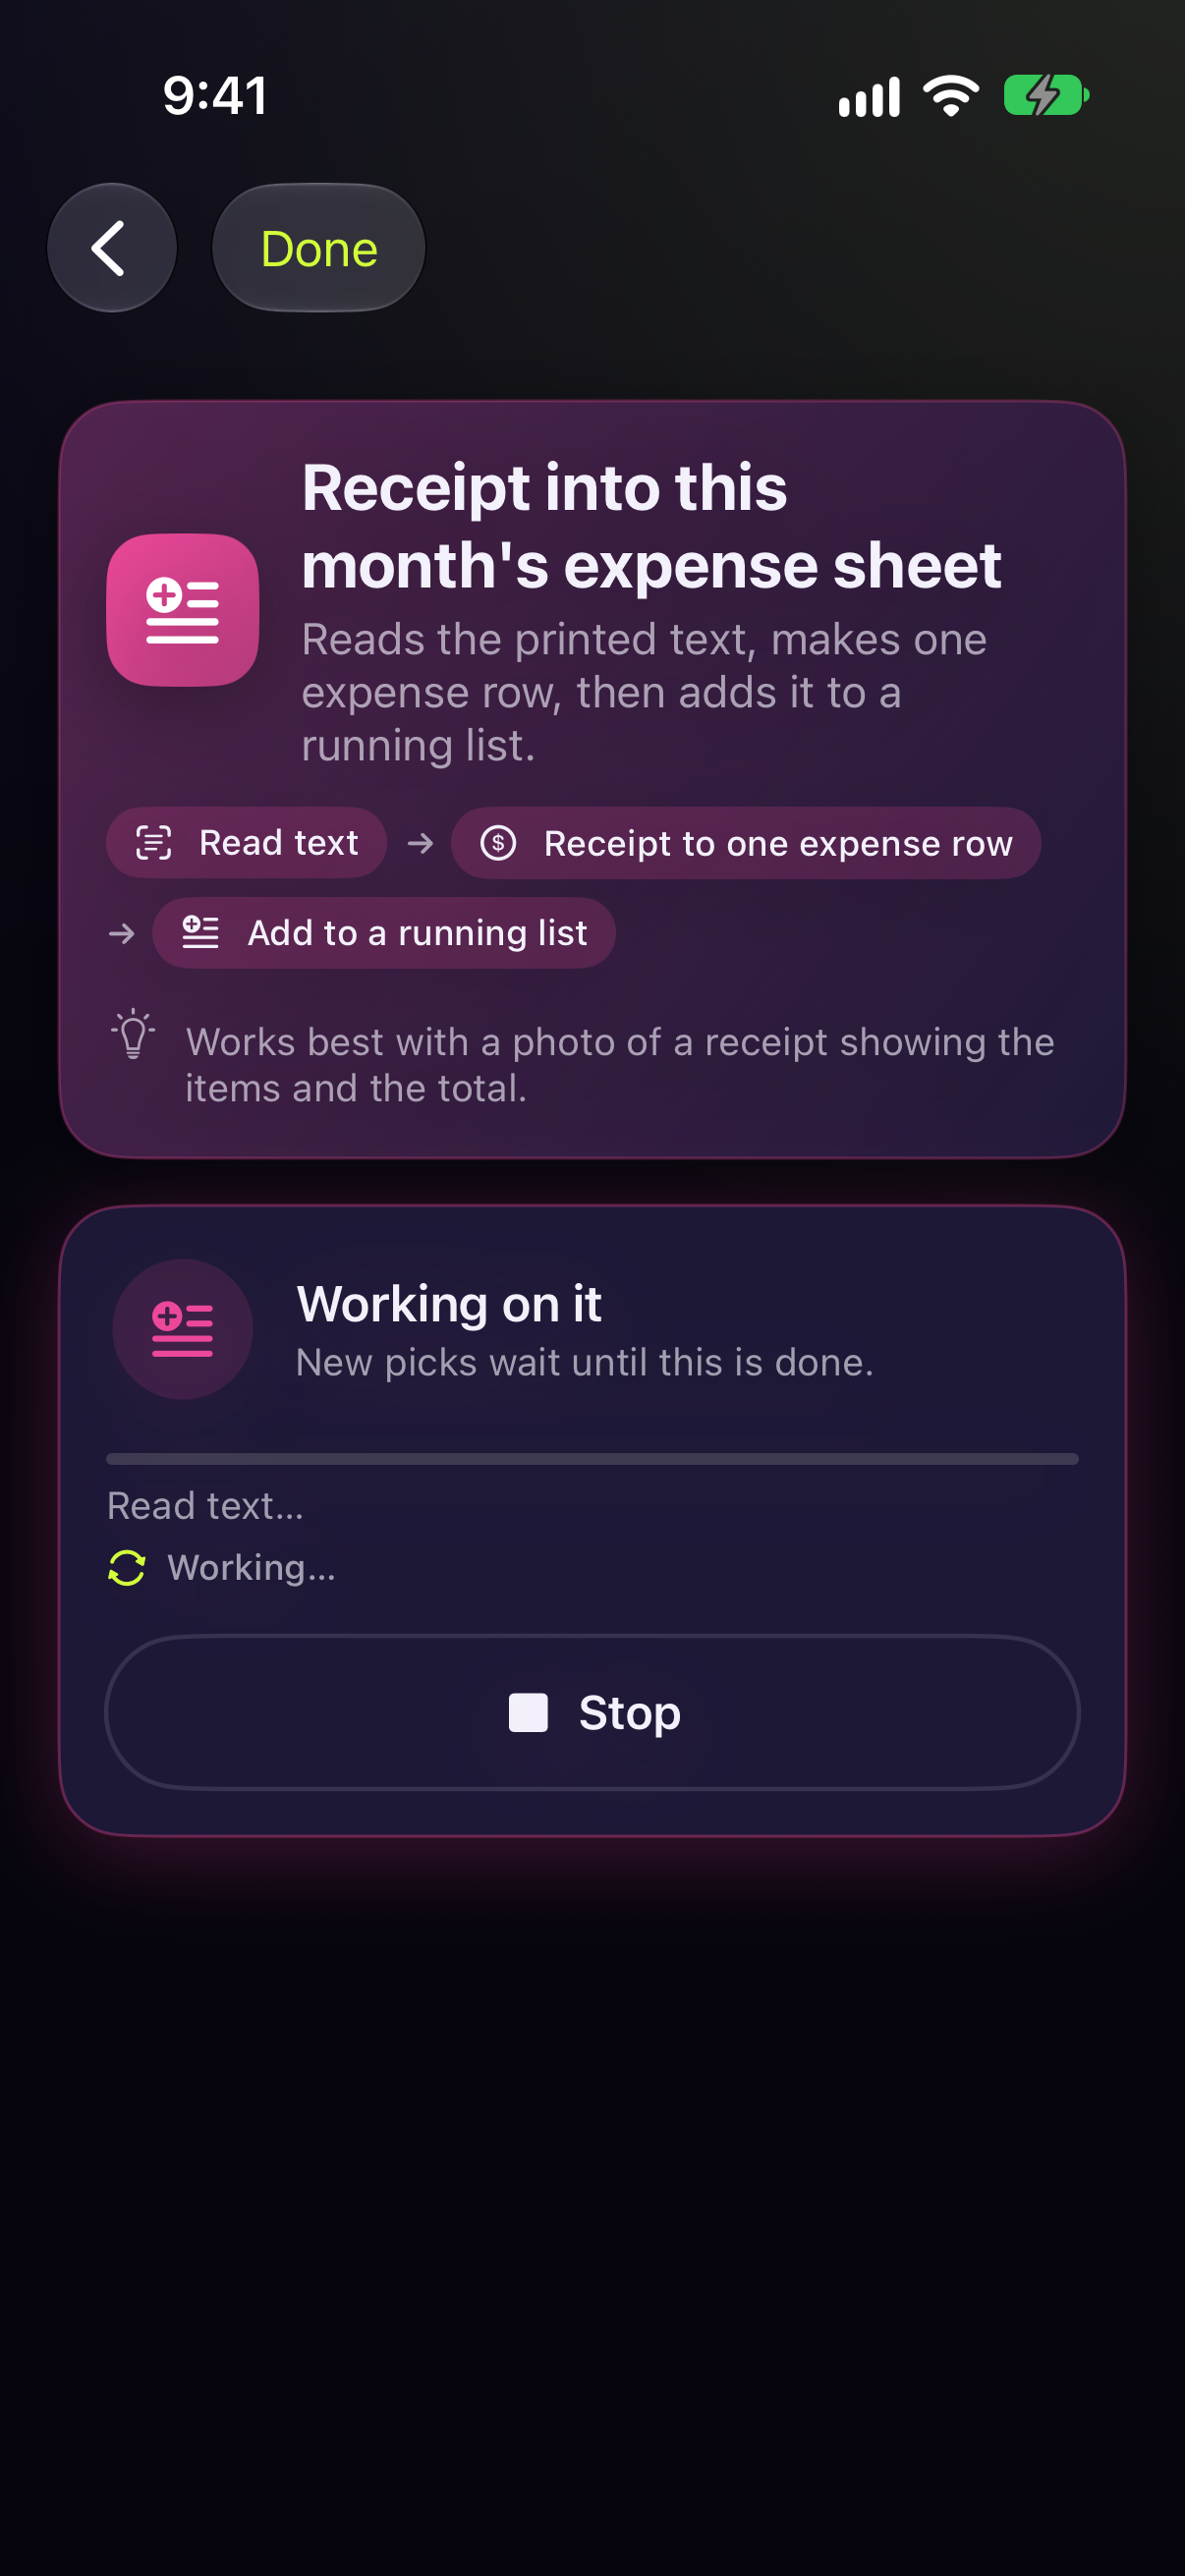 9:41
Done
Receipt into this
month's expense sheet
Reads the printed text, makes one
expense row, then adds it to a
running list.
Read text → $ Receipt to one expense row
→ Add to a running list
Works best with a photo of a receipt showing the
items and the total.
Working on it
New picks wait until this is done.
Read text...
Working...
Stop